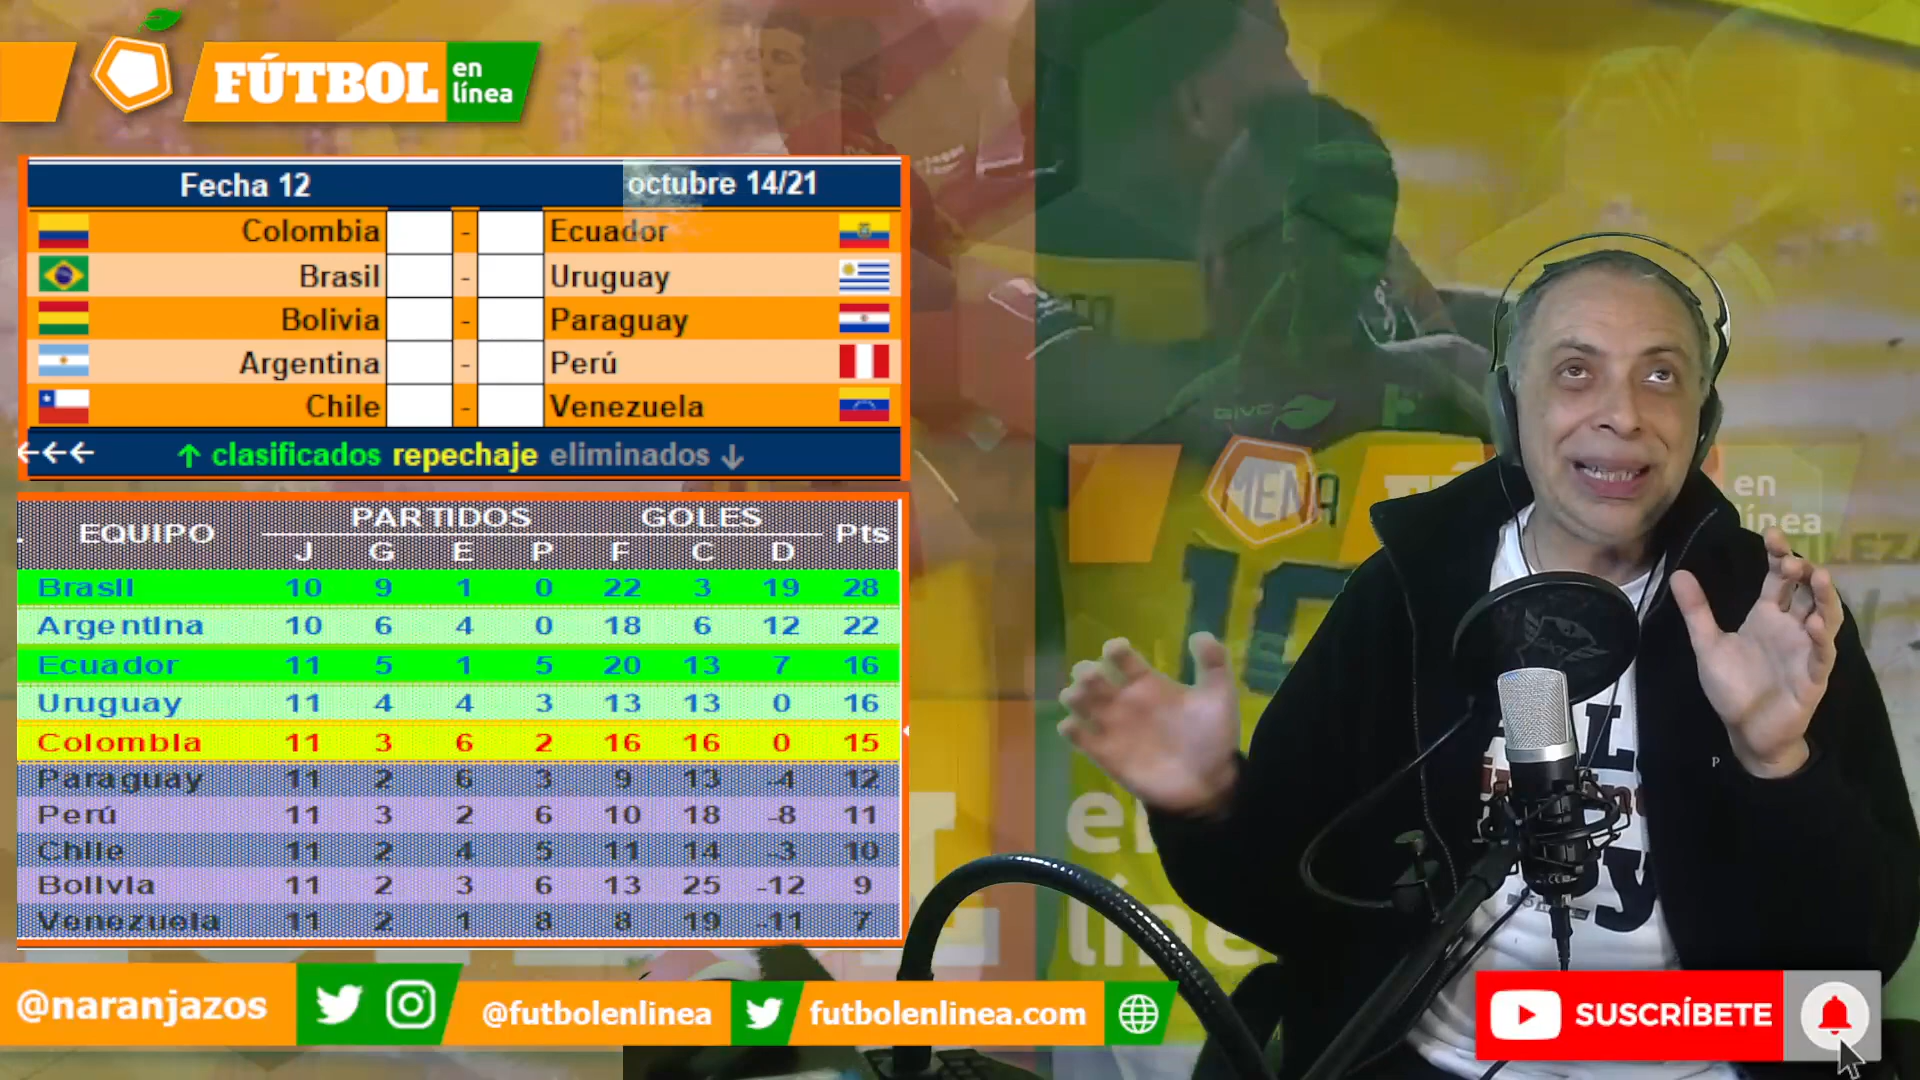 FÚTBOL en línea
Fecha 12 octubre 14/21
Colombia - Ecuador
Brasil - Uruguay
Bolivia - Paraguay
Argentina - Perú
Chile - Venezuela
←←← ↑ clasificados repechaje eliminados ↓
EQUIPO PARTIDOS GOLES Pts
J G E P F C D
Brasil 10 9 1 0 22 3 19 28
Argentina 10 6 4 0 18 6 12 22
Ecuador 11 5 1 5 20 13 7 16
Uruguay 11 4 4 3 13 13 0 16
Colombia 11 3 6 2 16 16 0 15
Paraguay 11 2 6 3 9 13 -4 12
Perú 11 3 2 6 10 18 -8 11
Chile 11 2 4 5 11 14 -3 10
Bolivia 11 2 3 6 13 25 -12 9
Venezuela 11 2 1 8 8 19 -11 7
MENA
en
línea
@naranjazos
@futbolenlinea
futbolenlinea.com
SUSCRÍBETE